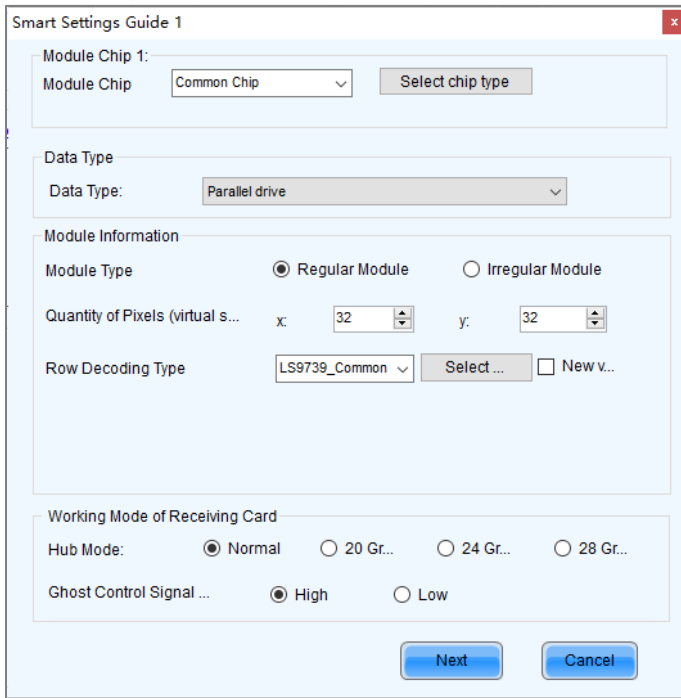 Smart Settings Guide 1
x
Module Chip 1:
Module Chip Common Chip Select chip type
Data Type
Data Type: Parallel drive
Module Information
Module Type Regular Module Irregular Module
Quantity of Pixels (virtual s... x: 32 y: 32
Row Decoding Type LS9739_Common Select ... New v...
Working Mode of Receiving Card
Hub Mode: Normal 20 Gr... 24 Gr... 28 Gr...
Ghost Control Signal ... High Low
Next Cancel